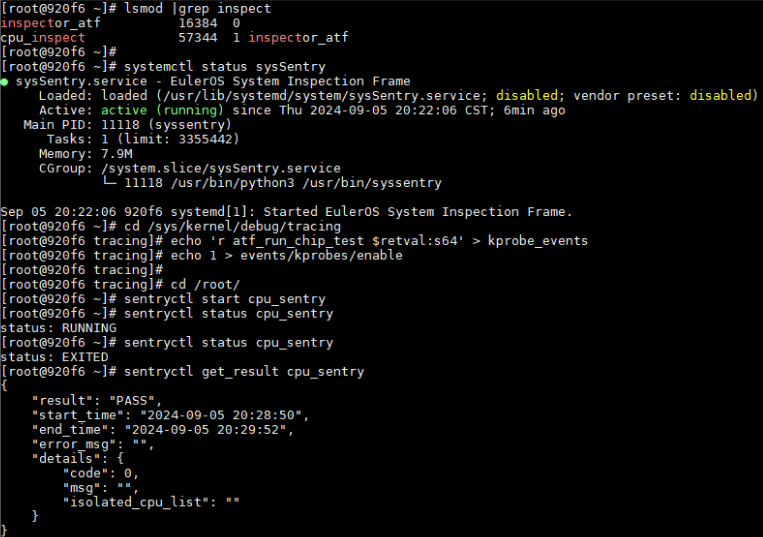 [root@920f6 ~]# lsmod |grep inspect
inspector_atf          16384  0
cpu_inspect            57344  1 inspector_atf
[root@920f6 ~]#
[root@920f6 ~]# systemctl status sysSentry
● sysSentry.service - EulerOS System Inspection Frame
     Loaded: loaded (/usr/lib/systemd/system/sysSentry.service; disabled; vendor preset: disabled)
     Active: active (running) since Thu 2024-09-05 20:22:06 CST; 6min ago
   Main PID: 11118 (syssentry)
      Tasks: 1 (limit: 3355442)
     Memory: 7.9M
     CGroup: /system.slice/sysSentry.service
             └─ 11118 /usr/bin/python3 /usr/bin/syssentry

Sep 05 20:22:06 920f6 systemd[1]: Started EulerOS System Inspection Frame.
[root@920f6 ~]# cd /sys/kernel/debug/tracing
[root@920f6 tracing]# echo 'r atf_run_chip_test $retval:s64' > kprobe_events
[root@920f6 tracing]# echo 1 > events/kprobes/enable
[root@920f6 tracing]#
[root@920f6 tracing]# cd /root/
[root@920f6 ~]# sentryctl start cpu_sentry
[root@920f6 ~]# sentryctl status cpu_sentry
status: RUNNING
[root@920f6 ~]# sentryctl status cpu_sentry
status: EXITED
[root@920f6 ~]# sentryctl get_result cpu_sentry
{
    "result": "PASS",
    "start_time": "2024-09-05 20:28:50",
    "end_time": "2024-09-05 20:29:52",
    "error_msg": "",
    "details": {
        "code": 0,
        "msg": "",
        "isolated_cpu_list": ""
    }
}